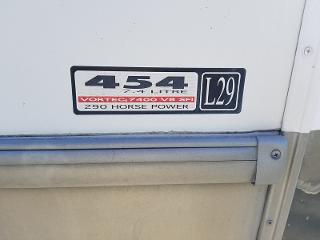 454
7.4 LITRE
VORTEC 7400 V8 SFI
290 HORSE POWER
L29